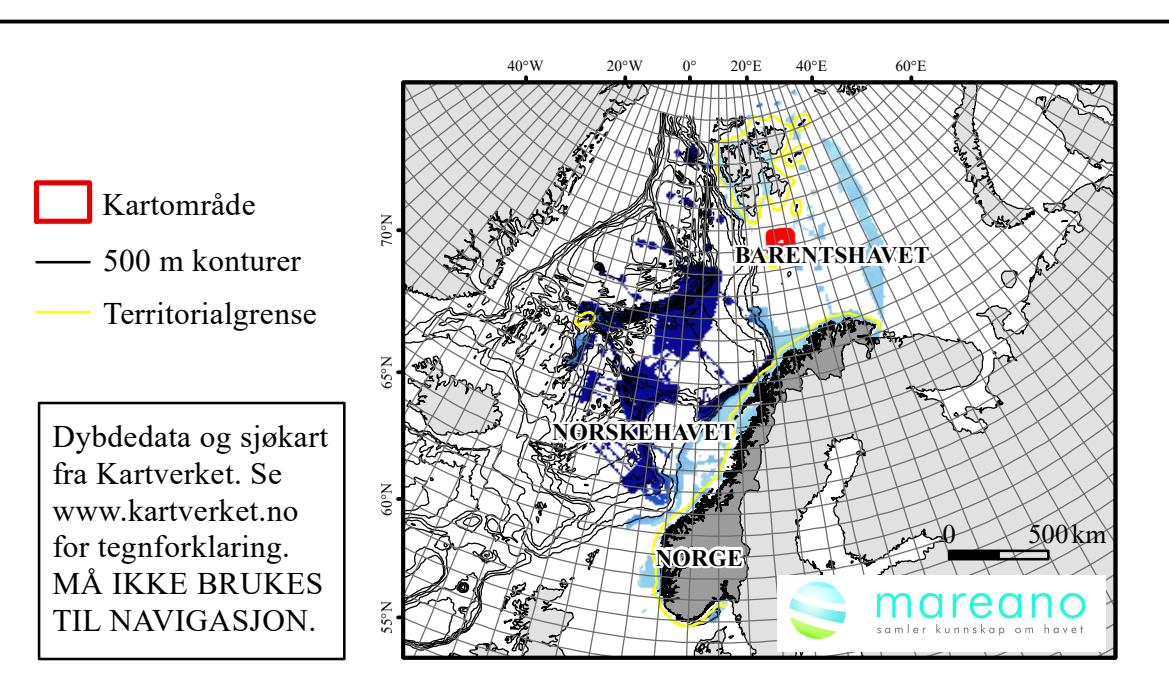 40°W 20°W 0° 20°E 40°E 60°E
70°N
65°N
60°N
55°N
Kartområde
500 m konturer
Territorialgrense
Dybdedata og sjøkart
fra Kartverket. Se
www.kartverket.no
for tegnforklaring.
MÅ IKKE BRUKES
TIL NAVIGASJON.
BARENTSHAVET
NORSKEHAVET
NORGE
0 500 km
mareano
samler kunnskap om havet